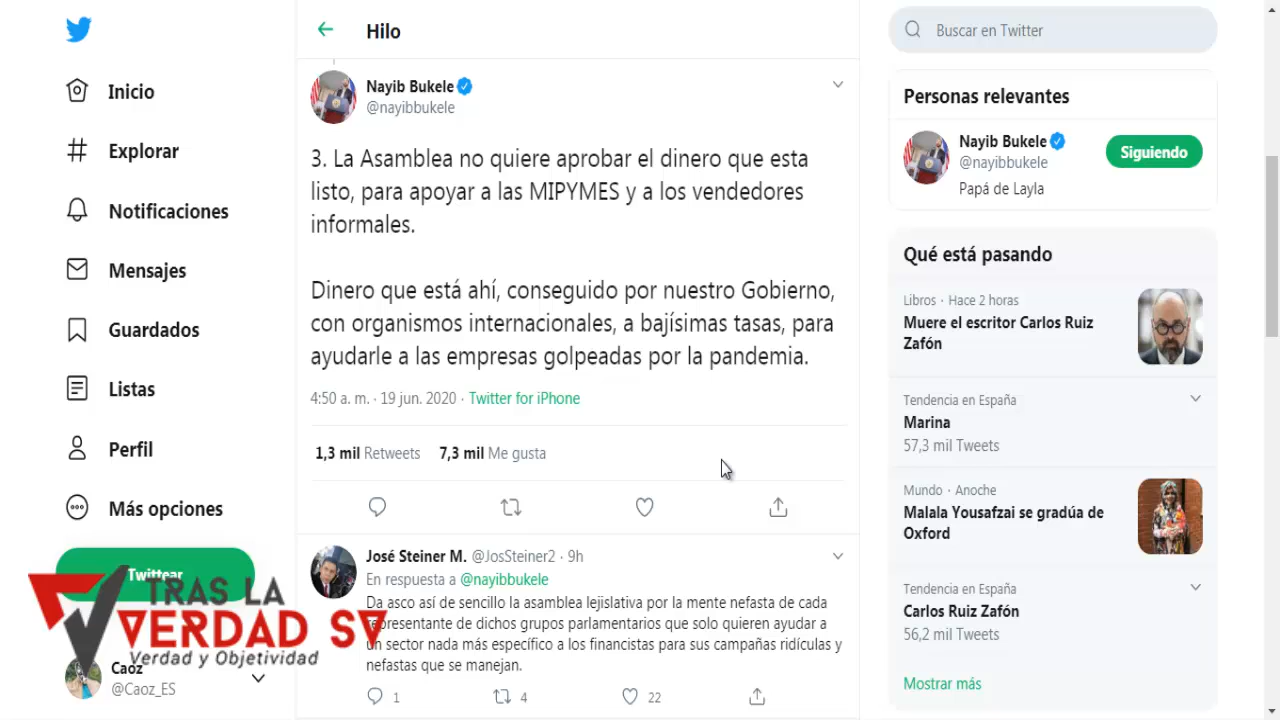 Hilo
Inicio
Explorar
Notificaciones
Mensajes
Guardados
Listas
Perfil
Más opciones
Twittear
TRAS LA
VERDAD SV
Verdad y Objetividad
Caoz
@Caoz_ES
Nayib Bukele
@nayibbukele
3. La Asamblea no quiere aprobar el dinero que esta
listo, para apoyar a las MIPYMES y a los vendedores
informales.
Dinero que está ahí, conseguido por nuestro Gobierno,
con organismos internacionales, a bajísimas tasas, para
ayudarle a las empresas golpeadas por la pandemia.
4:50 a. m. · 19 jun. 2020 · Twitter for iPhone
1,3 mil Retweets 7,3 mil Me gusta
José Steiner M. @JosSteiner2 · 9h
En respuesta a @nayibbukele
Da asco así de sencillo la asamblea lejislativa por la mente nefasta de cada
representante de dichos grupos parlamentarios que solo quieren ayudar a
un sector nada más específico a los financistas para sus campañas ridículas y
nefastas que se manejan.
1 4 22
Buscar en Twitter
Personas relevantes
Nayib Bukele
@nayibbukele
Siguiendo
Papá de Layla
Qué está pasando
Libros · Hace 2 horas
Muere el escritor Carlos Ruiz
Zafón
Tendencia en España
Marina
57,3 mil Tweets
Mundo · Anoche
Malala Yousafzai se gradúa de
Oxford
Tendencia en España
Carlos Ruiz Zafón
56,2 mil Tweets
Mostrar más